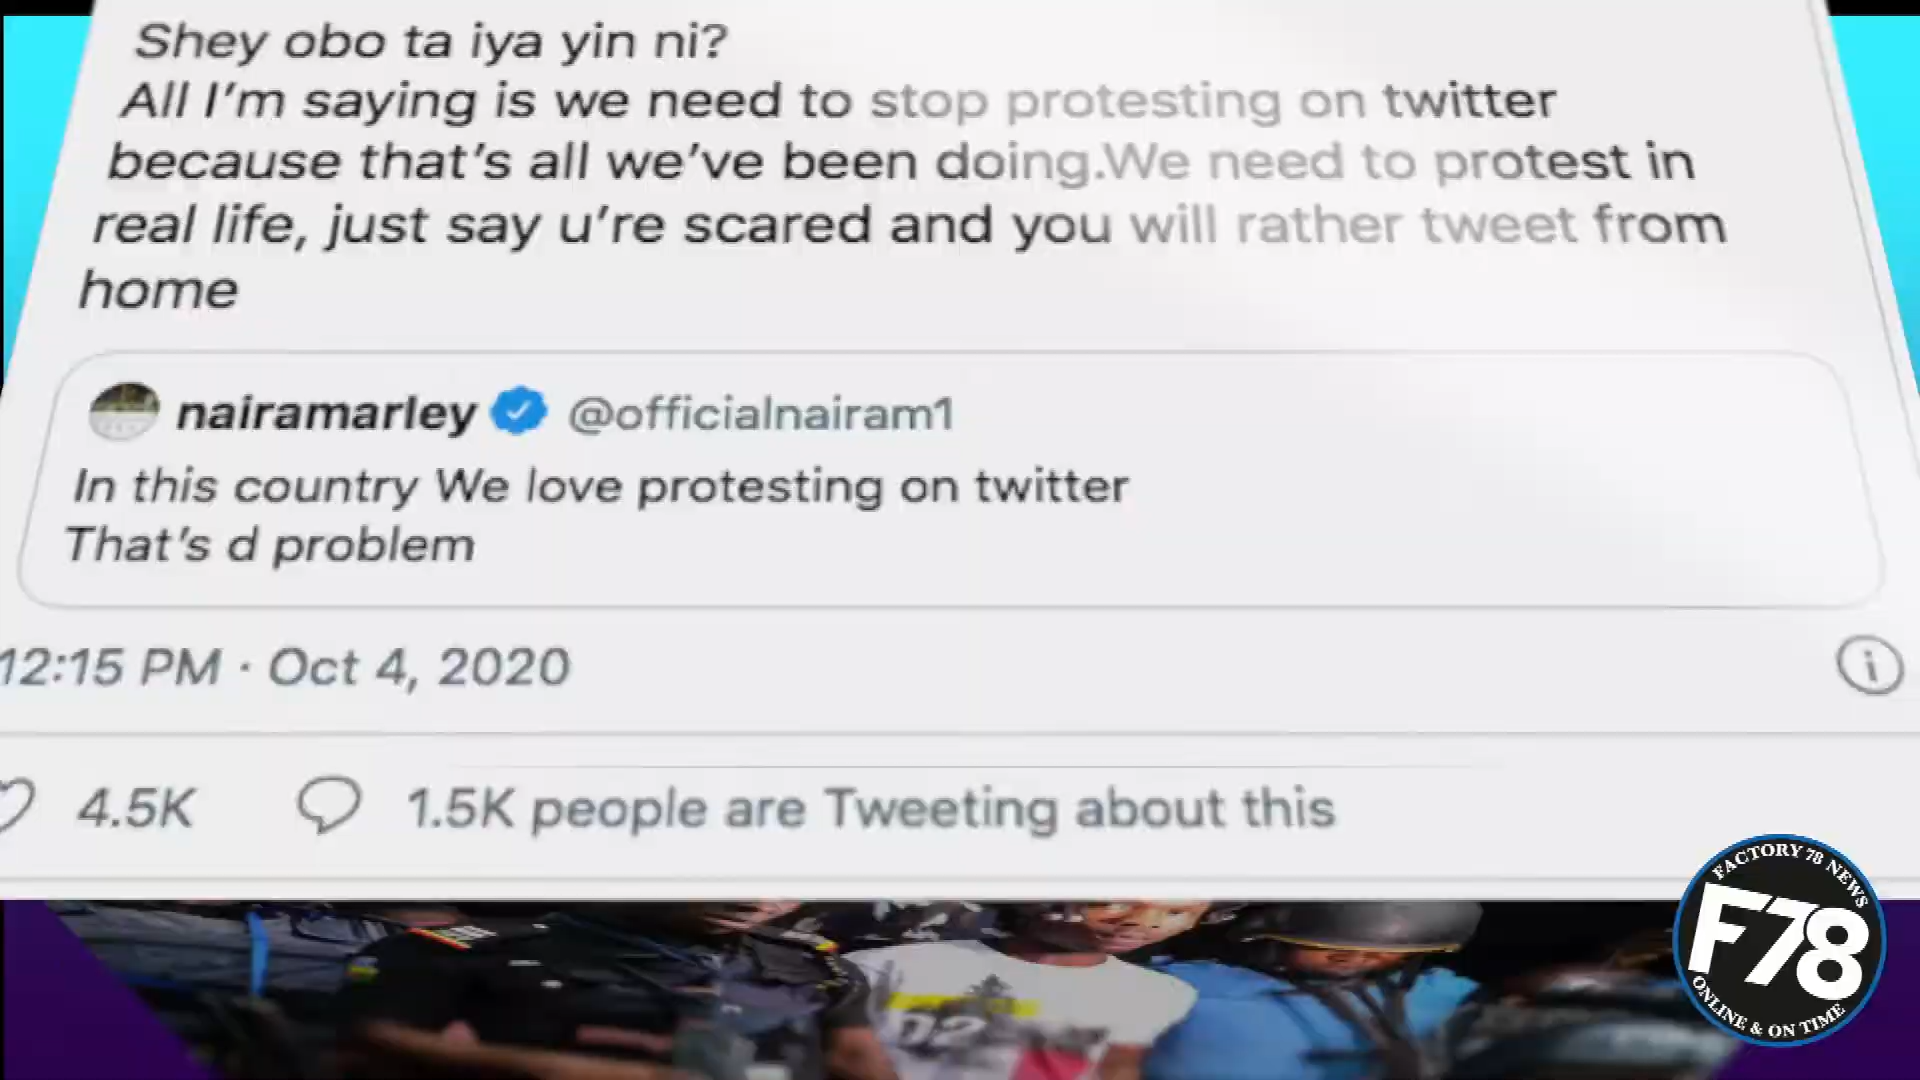 Shey obo ta iya yin ni?
All I'm saying is we need to stop protesting on twitter
because that's all we've been doing.We need to protest in
real life, just say u're scared and you will rather tweet from
home
nairamarley @officialnairam1
In this country We love protesting on twitter
That's d problem
12:15 PM · Oct 4, 2020
4.5K 1.5K people are Tweeting about this
02
FACTORY 78 NEWS
F78
ONLINE & ON TIME